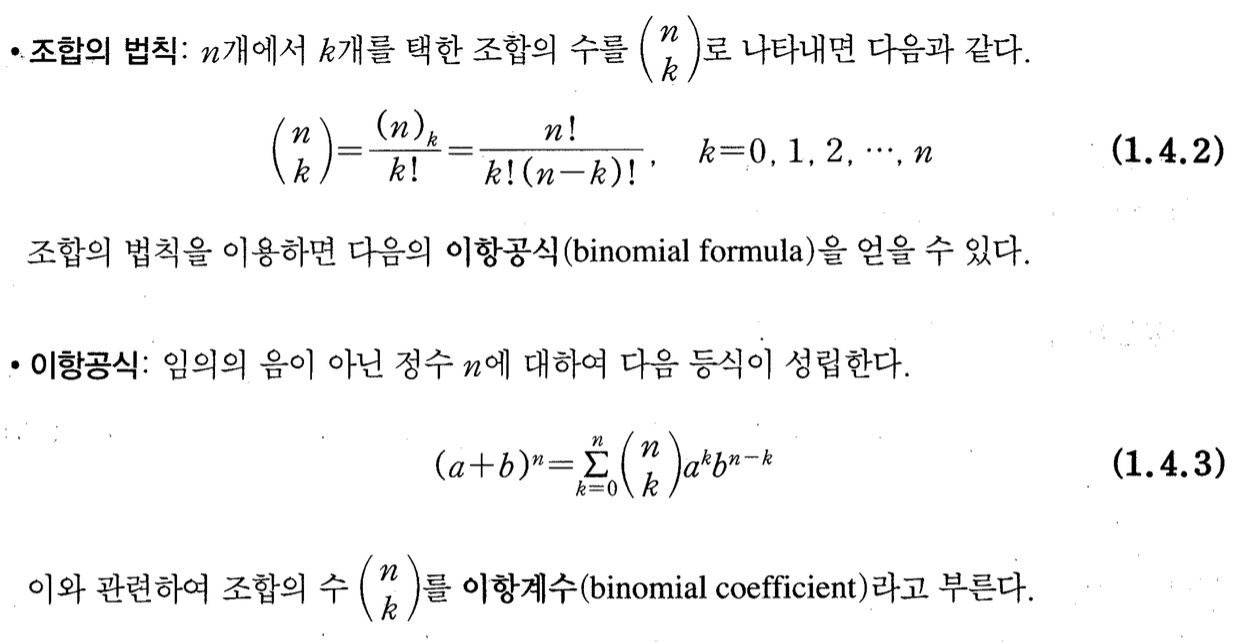 • 조합의 법칙: n개에서 k개를 택한 조합의 수를 $\binom{n}{k}$로 나타내면 다음과 같다.
$\binom{n}{k}=\frac{(n)_k}{k!}=\frac{n!}{k!(n-k)!},\quad k=0, 1, 2, \cdots, n$ (1.4.2)
조합의 법칙을 이용하면 다음의 이항공식(binomial formula)을 얻을 수 있다.
• 이항공식: 임의의 음이 아닌 정수 n에 대하여 다음 등식이 성립한다.
$(a+b)^n=\sum_{k=0}^{n}\binom{n}{k}a^k b^{n-k}$ (1.4.3)
이와 관련하여 조합의 수 $\binom{n}{k}$를 이항계수(binomial coefficient)라고 부른다.